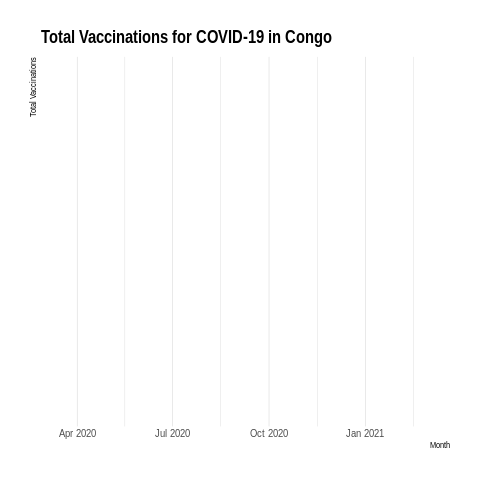 Total Vaccinations for COVID-19 in Congo
Total Vaccinations
Apr 2020
Jul 2020
Oct 2020
Jan 2021
Month